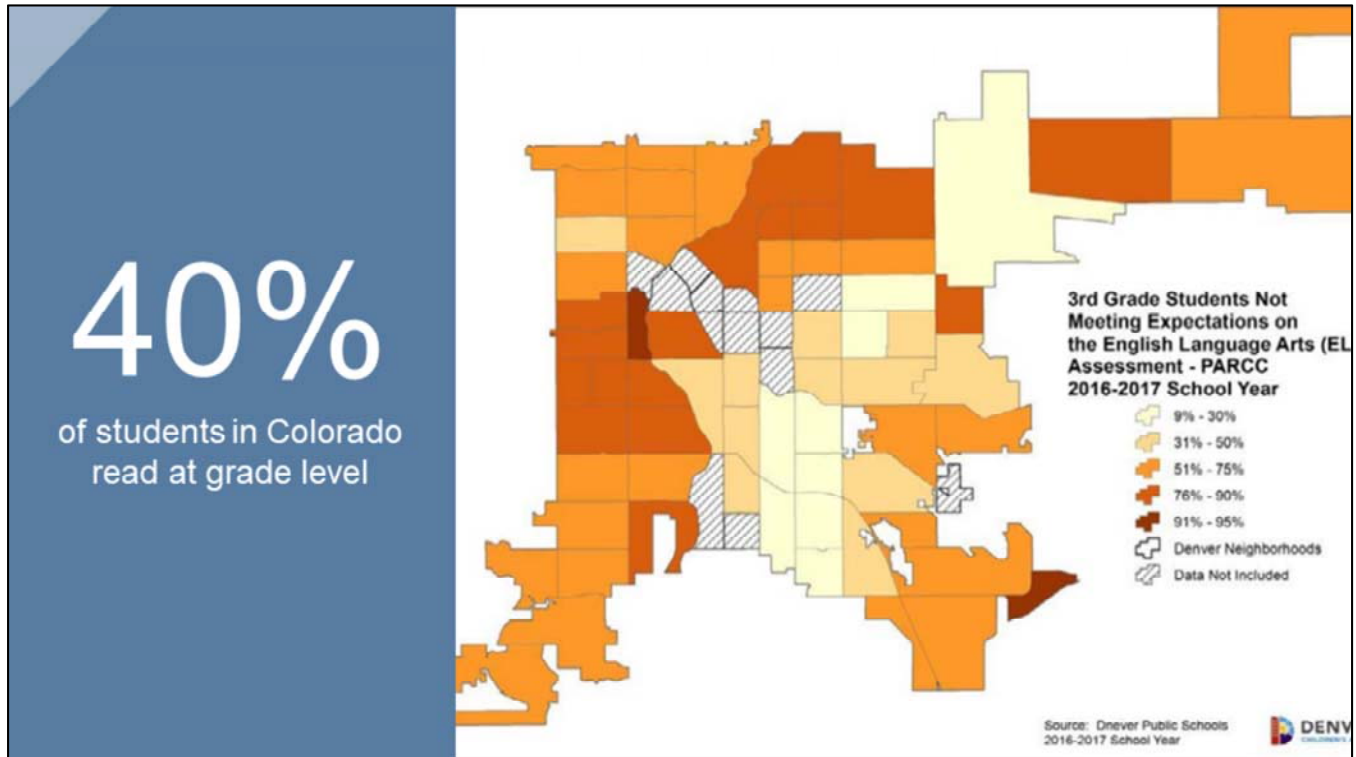 40%
of students in Colorado
read at grade level
3rd Grade Students Not
Meeting Expectations on
the English Language Arts (EL
Assessment - PARCC
2016-2017 School Year
9% - 30%
31% - 50%
51% - 75%
76% - 90%
91% - 95%
Denver Neighborhoods
Data Not Included
Source: Dnever Public Schools
2016-2017 School Year
DENV